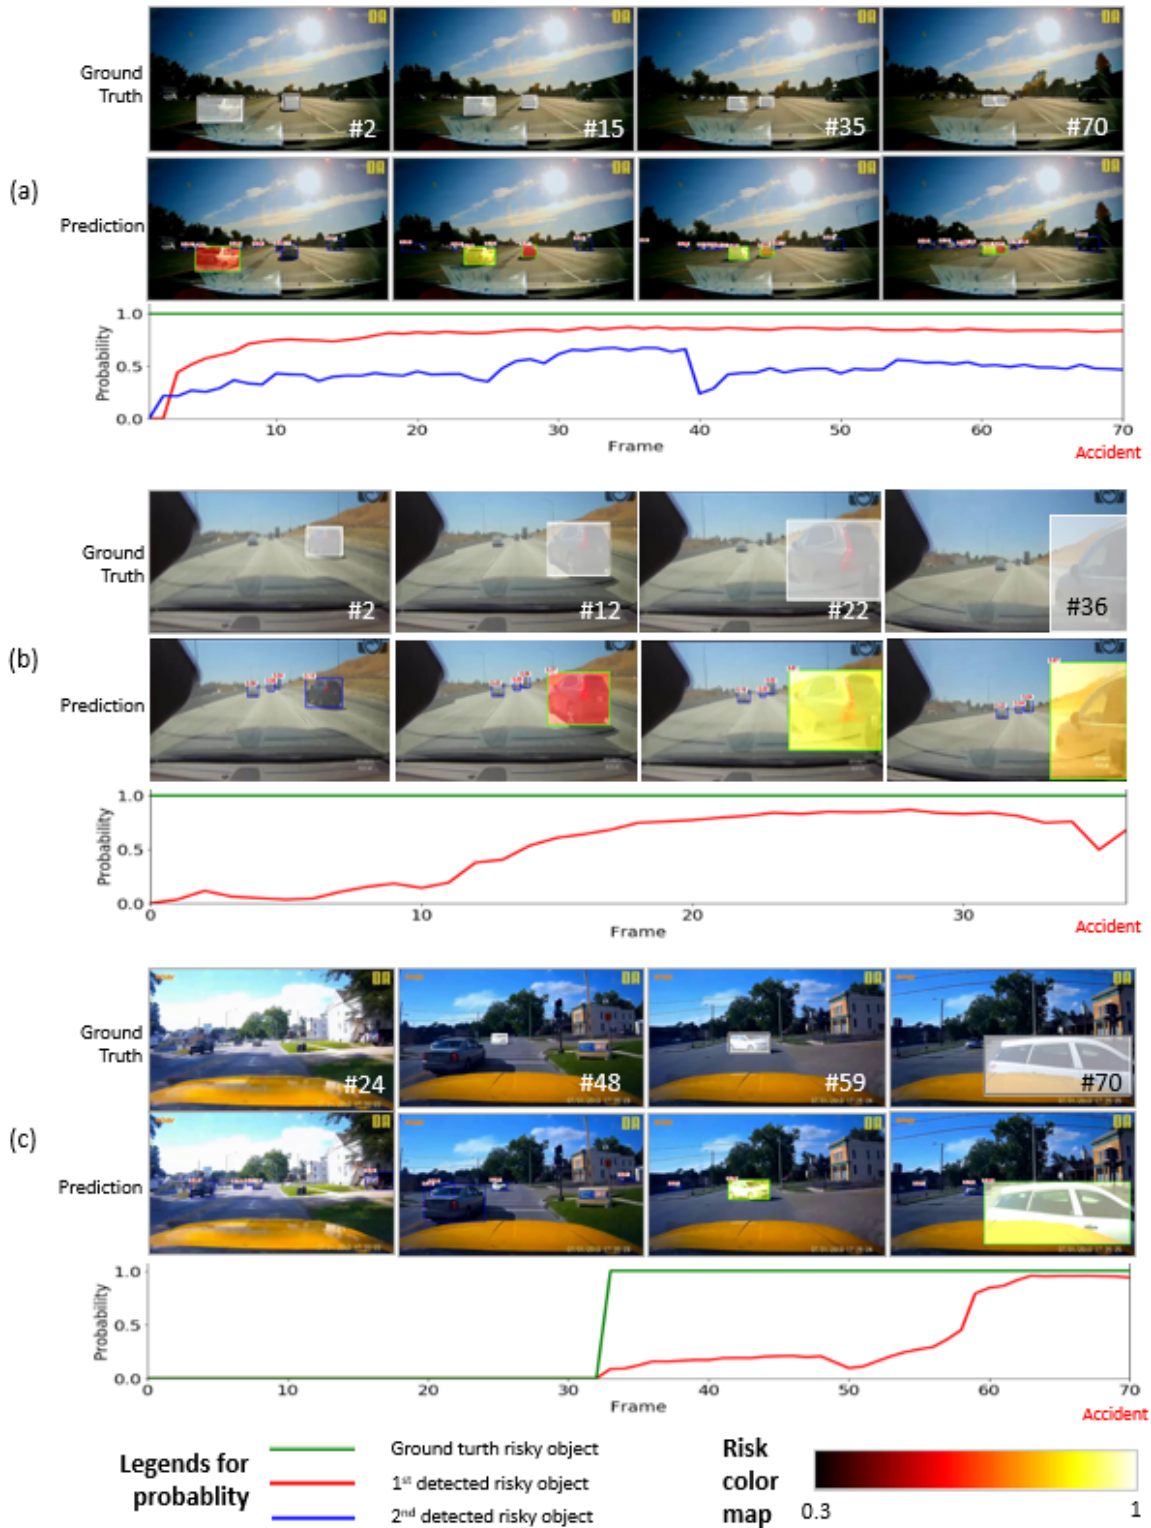 Ground
Truth
#2
#15
#35
#70
(a)
Prediction
1.0
0.5
0.0
Probability
10
20
30
40
50
60
70
Frame
Accident
Ground
Truth
#2
#12
#22
#36
(b)
Prediction
1.0
0.5
0.0
Probability
0
10
20
30
Frame
Accident
Ground
Truth
#24
#48
#59
#70
(c)
Prediction
1.0
0.5
0.0
Probability
0
10
20
30
40
50
60
70
Frame
Accident
Legends for
probablity
Ground turth risky object
1st detected risky object
2nd detected risky object
Risk
color
map
0.3
1